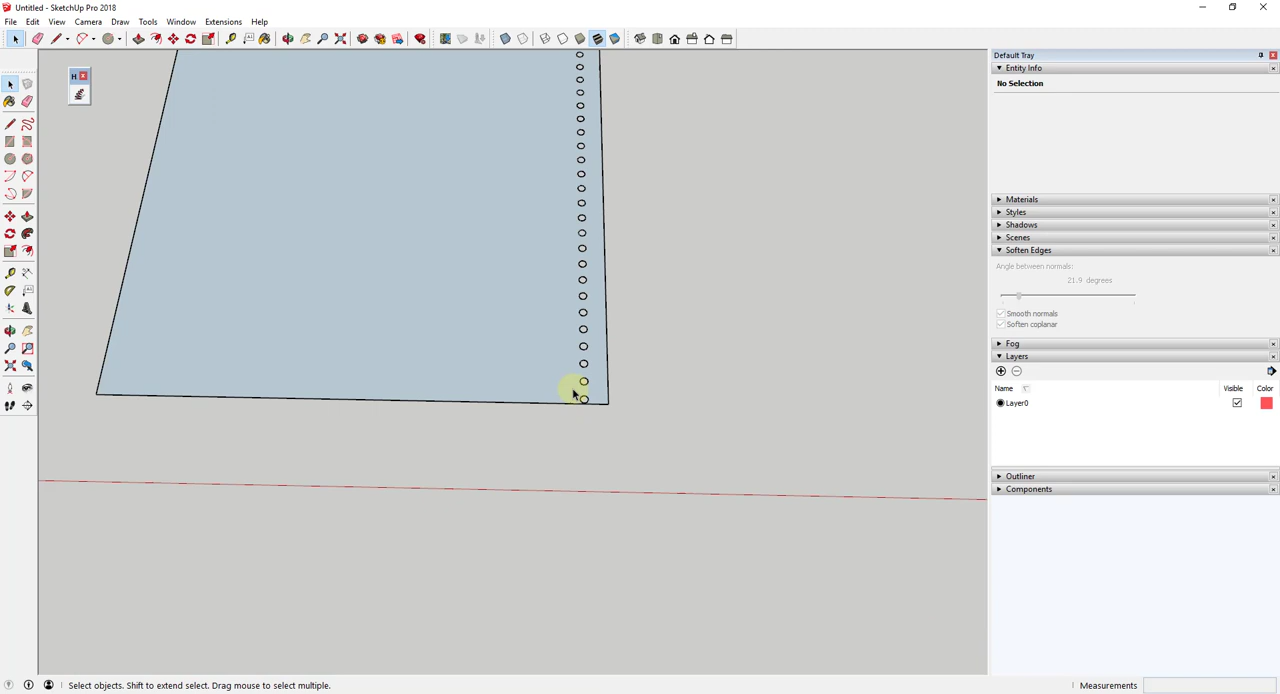 Untitled - SketchUp Pro 2018
File Edit View Camera Draw Tools Window Extensions Help
H
Default Tray
Entity Info
No Selection
Materials
Styles
Shadows
Scenes
Soften Edges
Angle between normals:
21.9 degrees
Smooth normals
Soften coplanar
Fog
Layers
Name Visible Color
Layer0
Outliner
Components
Select objects. Shift to extend select. Drag mouse to select multiple.
Measurements